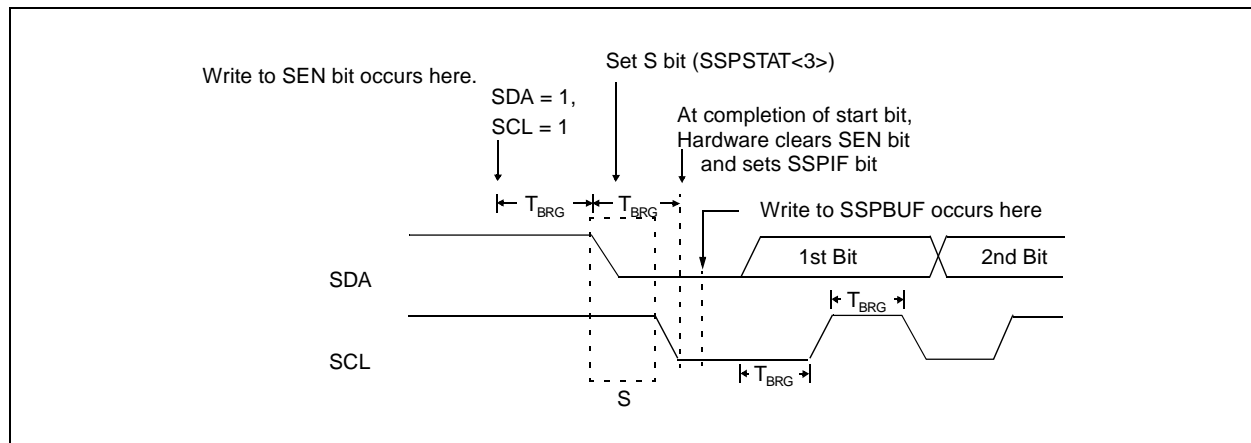 Set S bit (SSPSTAT<3>)
Write to SEN bit occurs here.
SDA = 1,
SCL = 1
At completion of start bit,
Hardware clears SEN bit
and sets SSPIF bit
TBRG
TBRG
Write to SSPBUF occurs here
SDA
1st Bit
2nd Bit
TBRG
SCL
TBRG
S